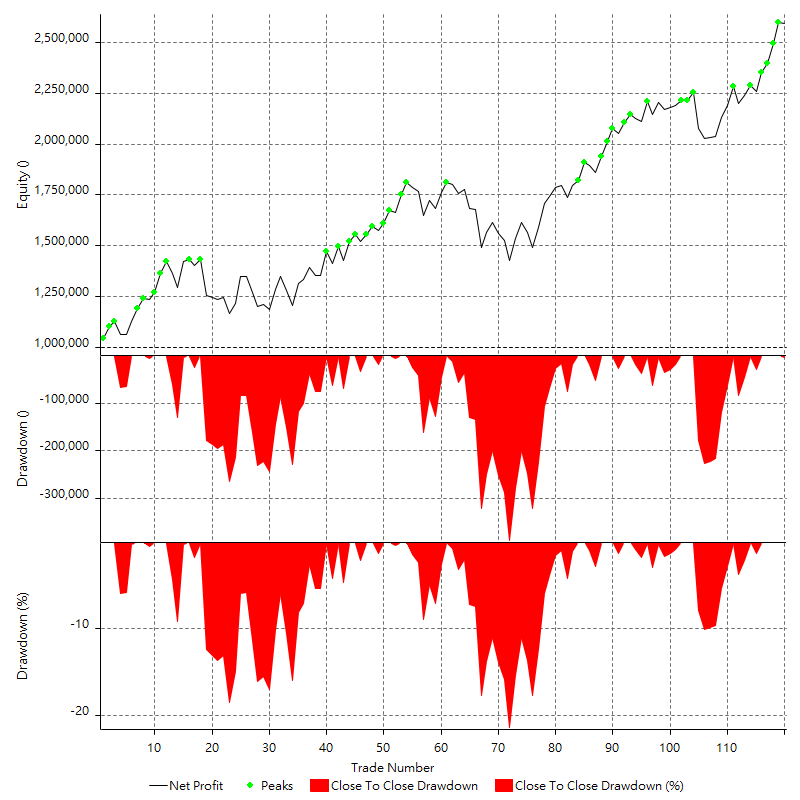 2,500,000
2,250,000
2,000,000
1,750,000
1,500,000
1,250,000
1,000,000
Equity ()
-100,000
-200,000
-300,000
Drawdown ()
-10
-20
Drawdown (%)
10 20 30 40 50 60 70 80 90 100 110
Trade Number
Net Profit Peaks Close To Close Drawdown Close To Close Drawdown (%)